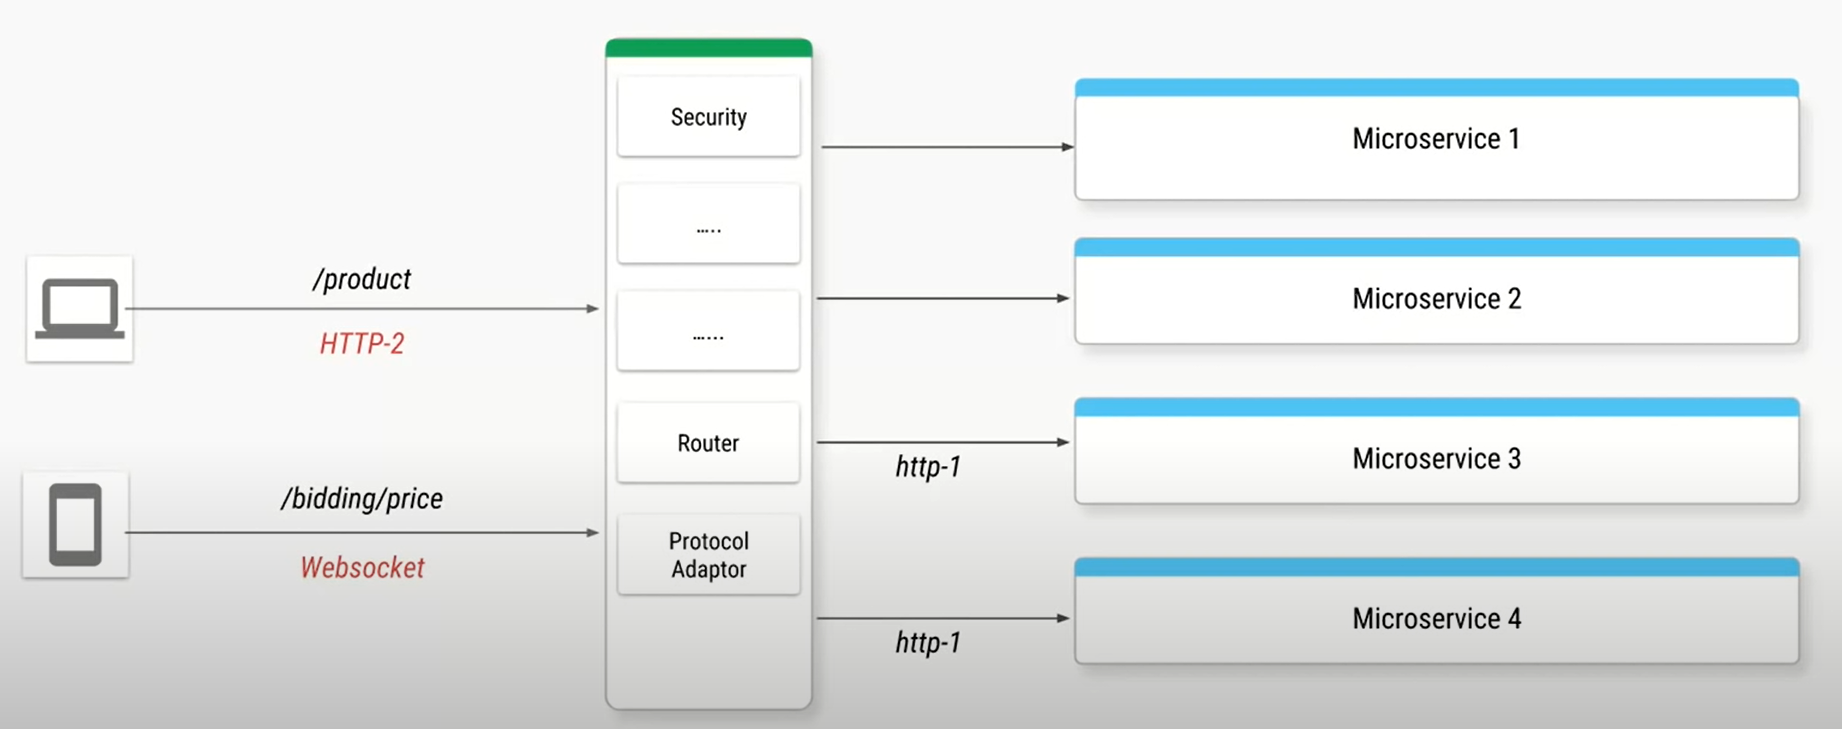 Security
.....
......
Router
Protocol
Adaptor
/product
HTTP-2
/bidding/price
Websocket
http-1
http-1
Microservice 1
Microservice 2
Microservice 3
Microservice 4